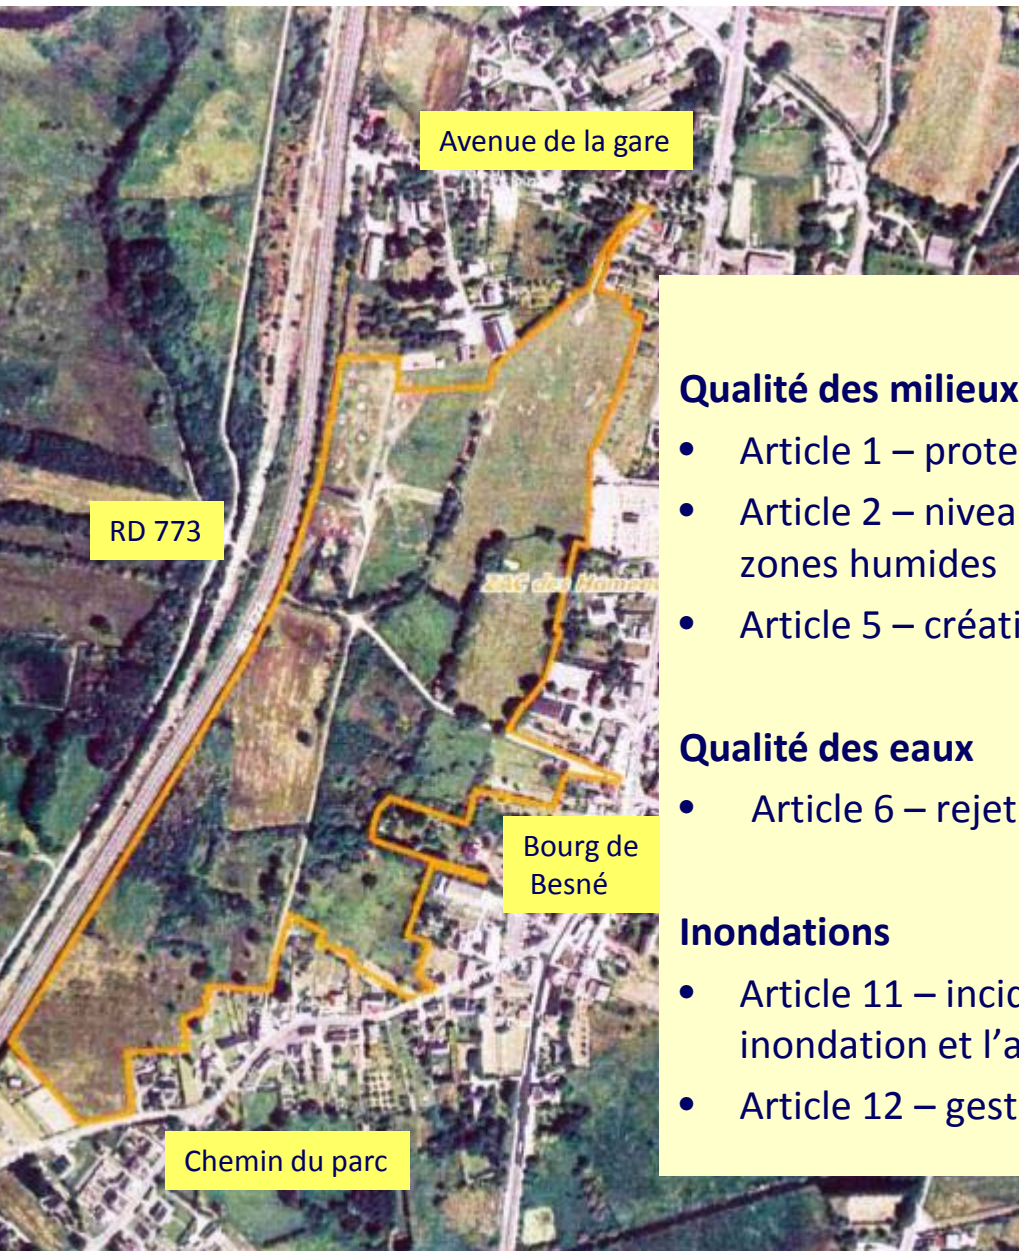 Avenue de la gare
RD 773
ZAC des
Bourg de
Besné
Chemin du parc
Qualité des milieux
• Article 1 – prote
• Article 2 – nivea
zones humides
• Article 5 – créati
Qualité des eaux
• Article 6 – rejet
Inondations
• Article 11 – incid
inondation et l’a
• Article 12 – gest